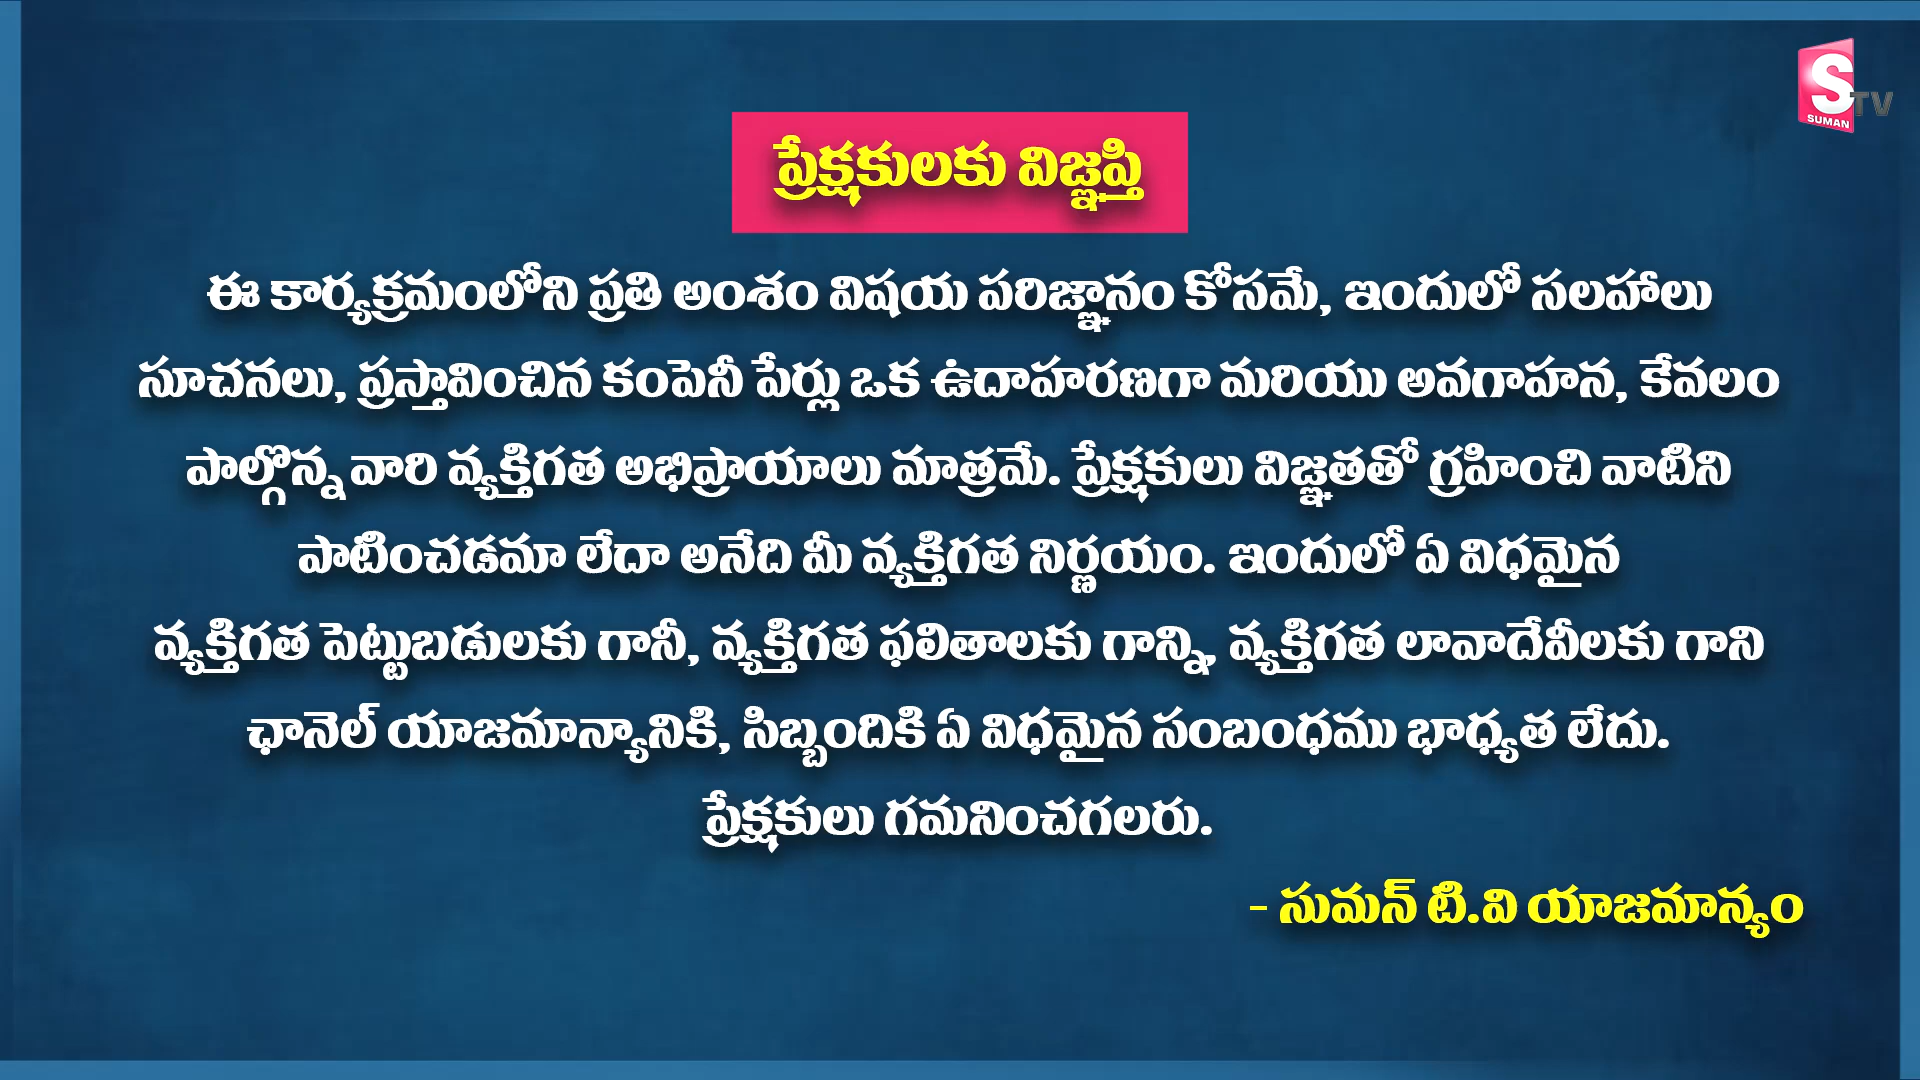 SUMAN TV
ప్రేక్షకులకు విజ్ఞప్తి
ఈ కార్యక్రమంలోని ప్రతి అంశం విషయ పరిజ్ఞానం కోసమే, ఇందులో సలహాలు
సూచనలు, ప్రస్తావించిన కంపెనీ పేర్లు ఒక ఉదాహరణగా మరియు అవగాహన, కేవలం
పాల్గొన్న వారి వ్యక్తిగత అభిప్రాయాలు మాత్రమే. ప్రేక్షకులు విజ్ఞతతో గ్రహించి వాటిని
పాటించడమా లేదా అనేది మీ వ్యక్తిగత నిర్ణయం. ఇందులో ఏ విధమైన
వ్యక్తిగత పెట్టుబడులకు గానీ, వ్యక్తిగత ఫలితాలకు గాన్ని, వ్యక్తిగత లావాదేవీలకు గాని
ఛానెల్ యాజమాన్యానికి, సిబ్బందికి ఏ విధమైన సంబంధము భాధ్యత లేదు.
ప్రేక్షకులు గమనించగలరు.
- సుమన్ టి.వి యాజమాన్యం